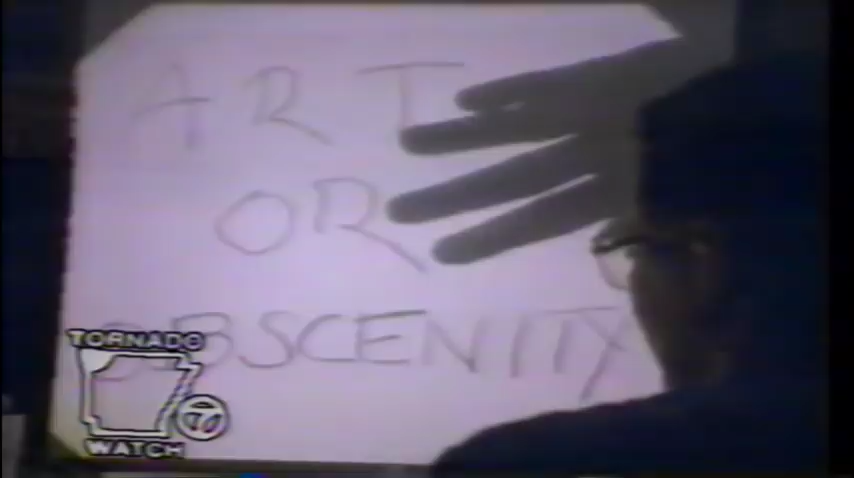 ART
OR
OBSCENITY
TORNADO
7
WATCH